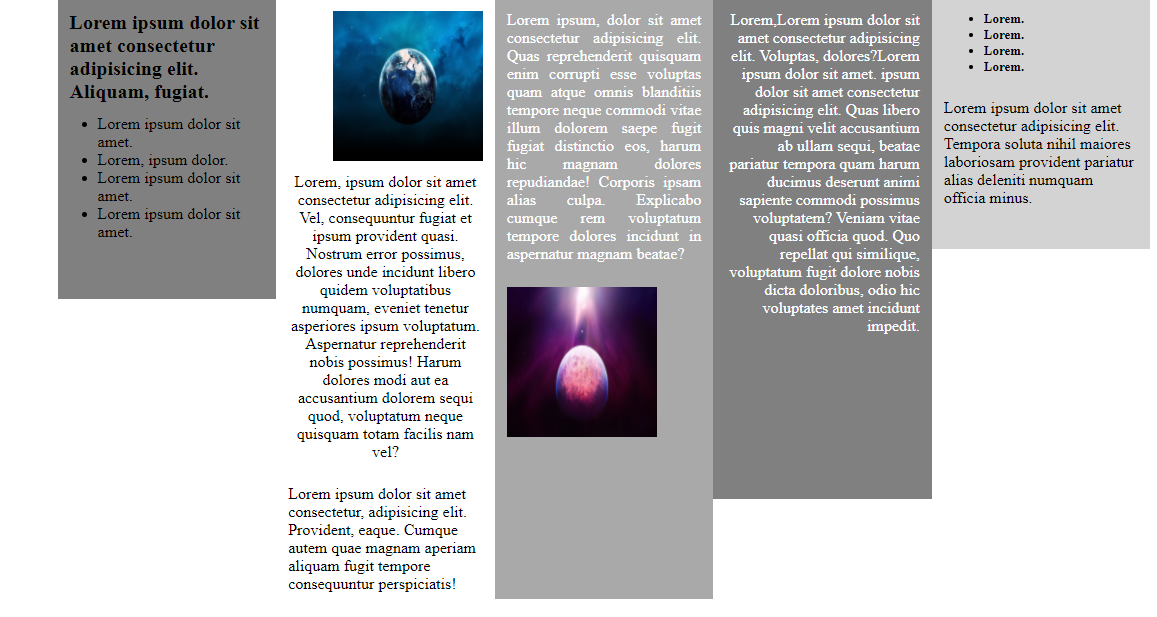 Lorem ipsum dolor sit
amet consectetur
adipisicing elit.
Aliquam, fugiat.
Lorem ipsum dolor sit
amet.
Lorem, ipsum dolor.
Lorem ipsum dolor sit
amet.
Lorem ipsum dolor sit
amet.
Lorem, ipsum dolor sit amet
consectetur adipisicing elit.
Vel, consequuntur fugiat et
ipsum provident quasi.
Nostrum error possimus,
dolores unde incidunt libero
quidem voluptatibus
numquam, eveniet tenetur
asperiores ipsum voluptatum.
Aspernatur reprehenderit
nobis possimus! Harum
dolores modi aut ea
accusantium dolorem sequi
quod, voluptatum neque
quisquam totam facilis nam
vel?
Lorem ipsum dolor sit amet
consectetur, adipisicing elit.
Provident, eaque. Cumque
autem quae magnam aperiam
aliquam fugit tempore
consequuntur perspiciatis!
Lorem ipsum, dolor sit amet
consectetur adipisicing elit.
Quas reprehenderit quisquam
enim corrupti esse voluptas
quam atque omnis blanditiis
tempore neque commodi vitae
illum dolorem saepe fugit
fugiat distinctio eos, harum
hic magnam dolores
repudiandae! Corporis ipsam
alias culpa. Explicabo
cumque rem voluptatum
tempore dolores incidunt in
aspernatur magnam beatae?
Lorem,Lorem ipsum dolor sit
amet consectetur adipisicing
elit. Voluptas, dolores?Lorem
ipsum dolor sit amet. ipsum
dolor sit amet consectetur
adipisicing elit. Quas libero
quis magni velit accusantium
ab ullam sequi, beatae
pariatur tempora quam harum
ducimus deserunt animi
sapiente commodi possimus
voluptatem? Veniam vitae
quasi officia quod. Quo
repellat qui similique,
voluptatum fugit dolore nobis
dicta doloribus, odio hic
voluptates amet incidunt
impedit.
Lorem.
Lorem.
Lorem.
Lorem.
Lorem ipsum dolor sit amet
consectetur adipisicing elit.
Tempora soluta nihil maiores
laboriosam provident pariatur
alias deleniti numquam
officia minus.